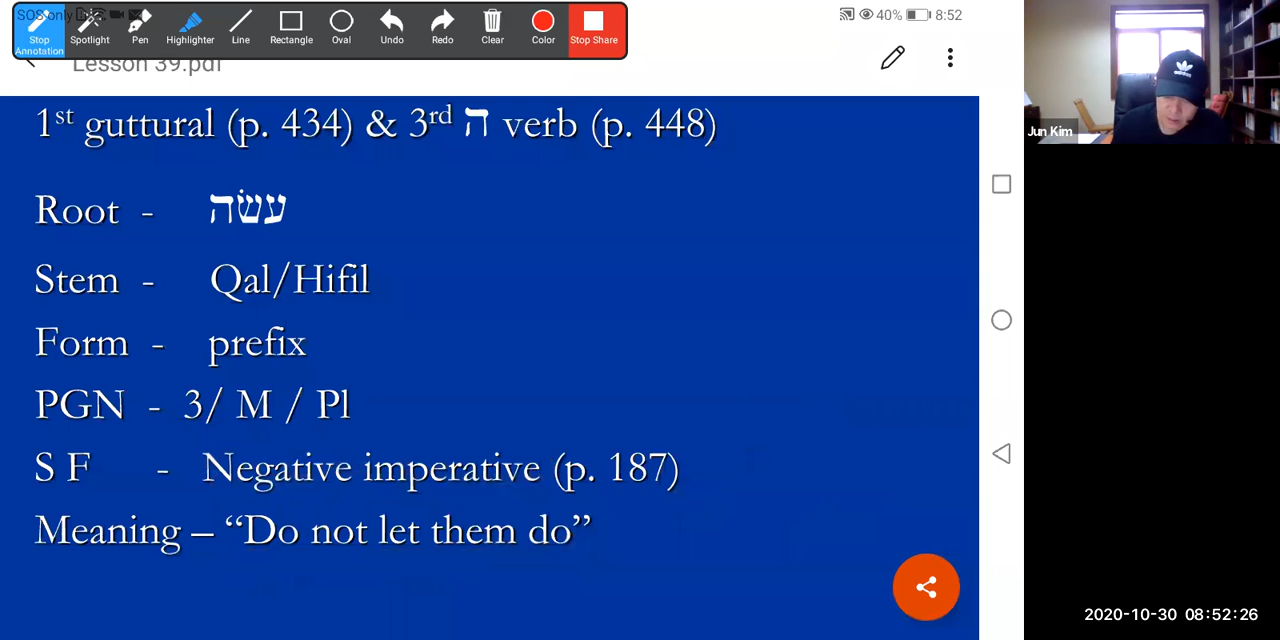 SOS only
40% 8:52
Stop Annotation
Spotlight
Pen
Highlighter
Line
Rectangle
Oval
Undo
Redo
Clear
Color
Stop Share
Lesson 39.pdf
1st guttural (p. 434) & 3rd ה verb (p. 448)
Root - עשׂה
Stem - Qal/Hifil
Form - prefix
PGN - 3/ M / Pl
S F - Negative imperative (p. 187)
Meaning – “Do not let them do”
Jun Kim
2020-10-30 08:52:26